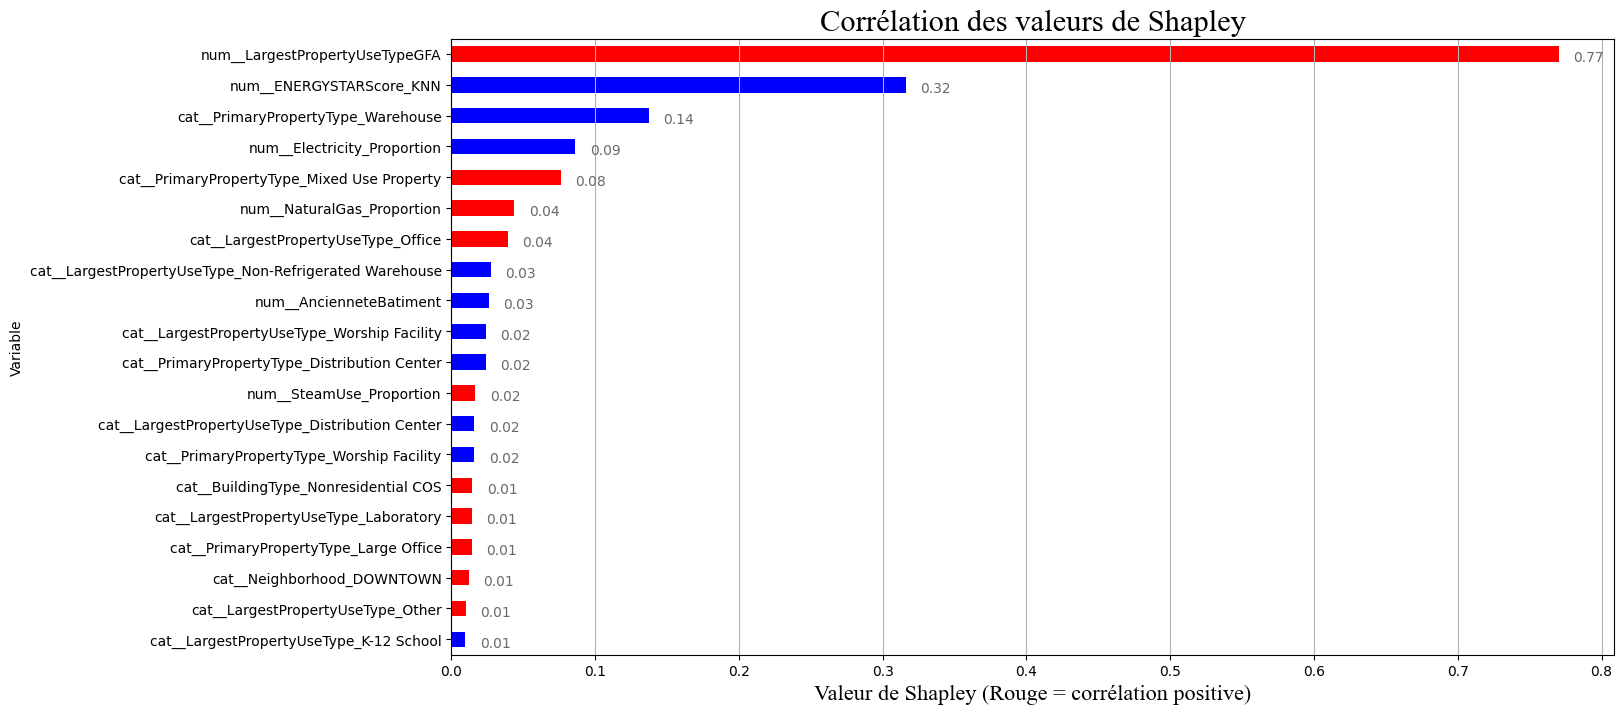 Corrélation des valeurs de Shapley
num__LargestPropertyUseTypeGFA 0.77
num__ENERGYSTARScore_KNN 0.32
cat__PrimaryPropertyType_Warehouse 0.14
num__Electricity_Proportion 0.09
cat__PrimaryPropertyType_Mixed Use Property 0.08
num__NaturalGas_Proportion 0.04
cat__LargestPropertyUseType_Office 0.04
cat__LargestPropertyUseType_Non-Refrigerated Warehouse 0.03
num__AncienneteBatiment 0.03
cat__LargestPropertyUseType_Worship Facility 0.02
cat__PrimaryPropertyType_Distribution Center 0.02
num__SteamUse_Proportion 0.02
cat__LargestPropertyUseType_Distribution Center 0.02
cat__PrimaryPropertyType_Worship Facility 0.02
cat__BuildingType_Nonresidential COS 0.01
cat__LargestPropertyUseType_Laboratory 0.01
cat__PrimaryPropertyType_Large Office 0.01
cat__Neighborhood_DOWNTOWN 0.01
cat__LargestPropertyUseType_Other 0.01
cat__LargestPropertyUseType_K-12 School 0.01
Variable
0.0 0.1 0.2 0.3 0.4 0.5 0.6 0.7 0.8
Valeur de Shapley (Rouge = corrélation positive)